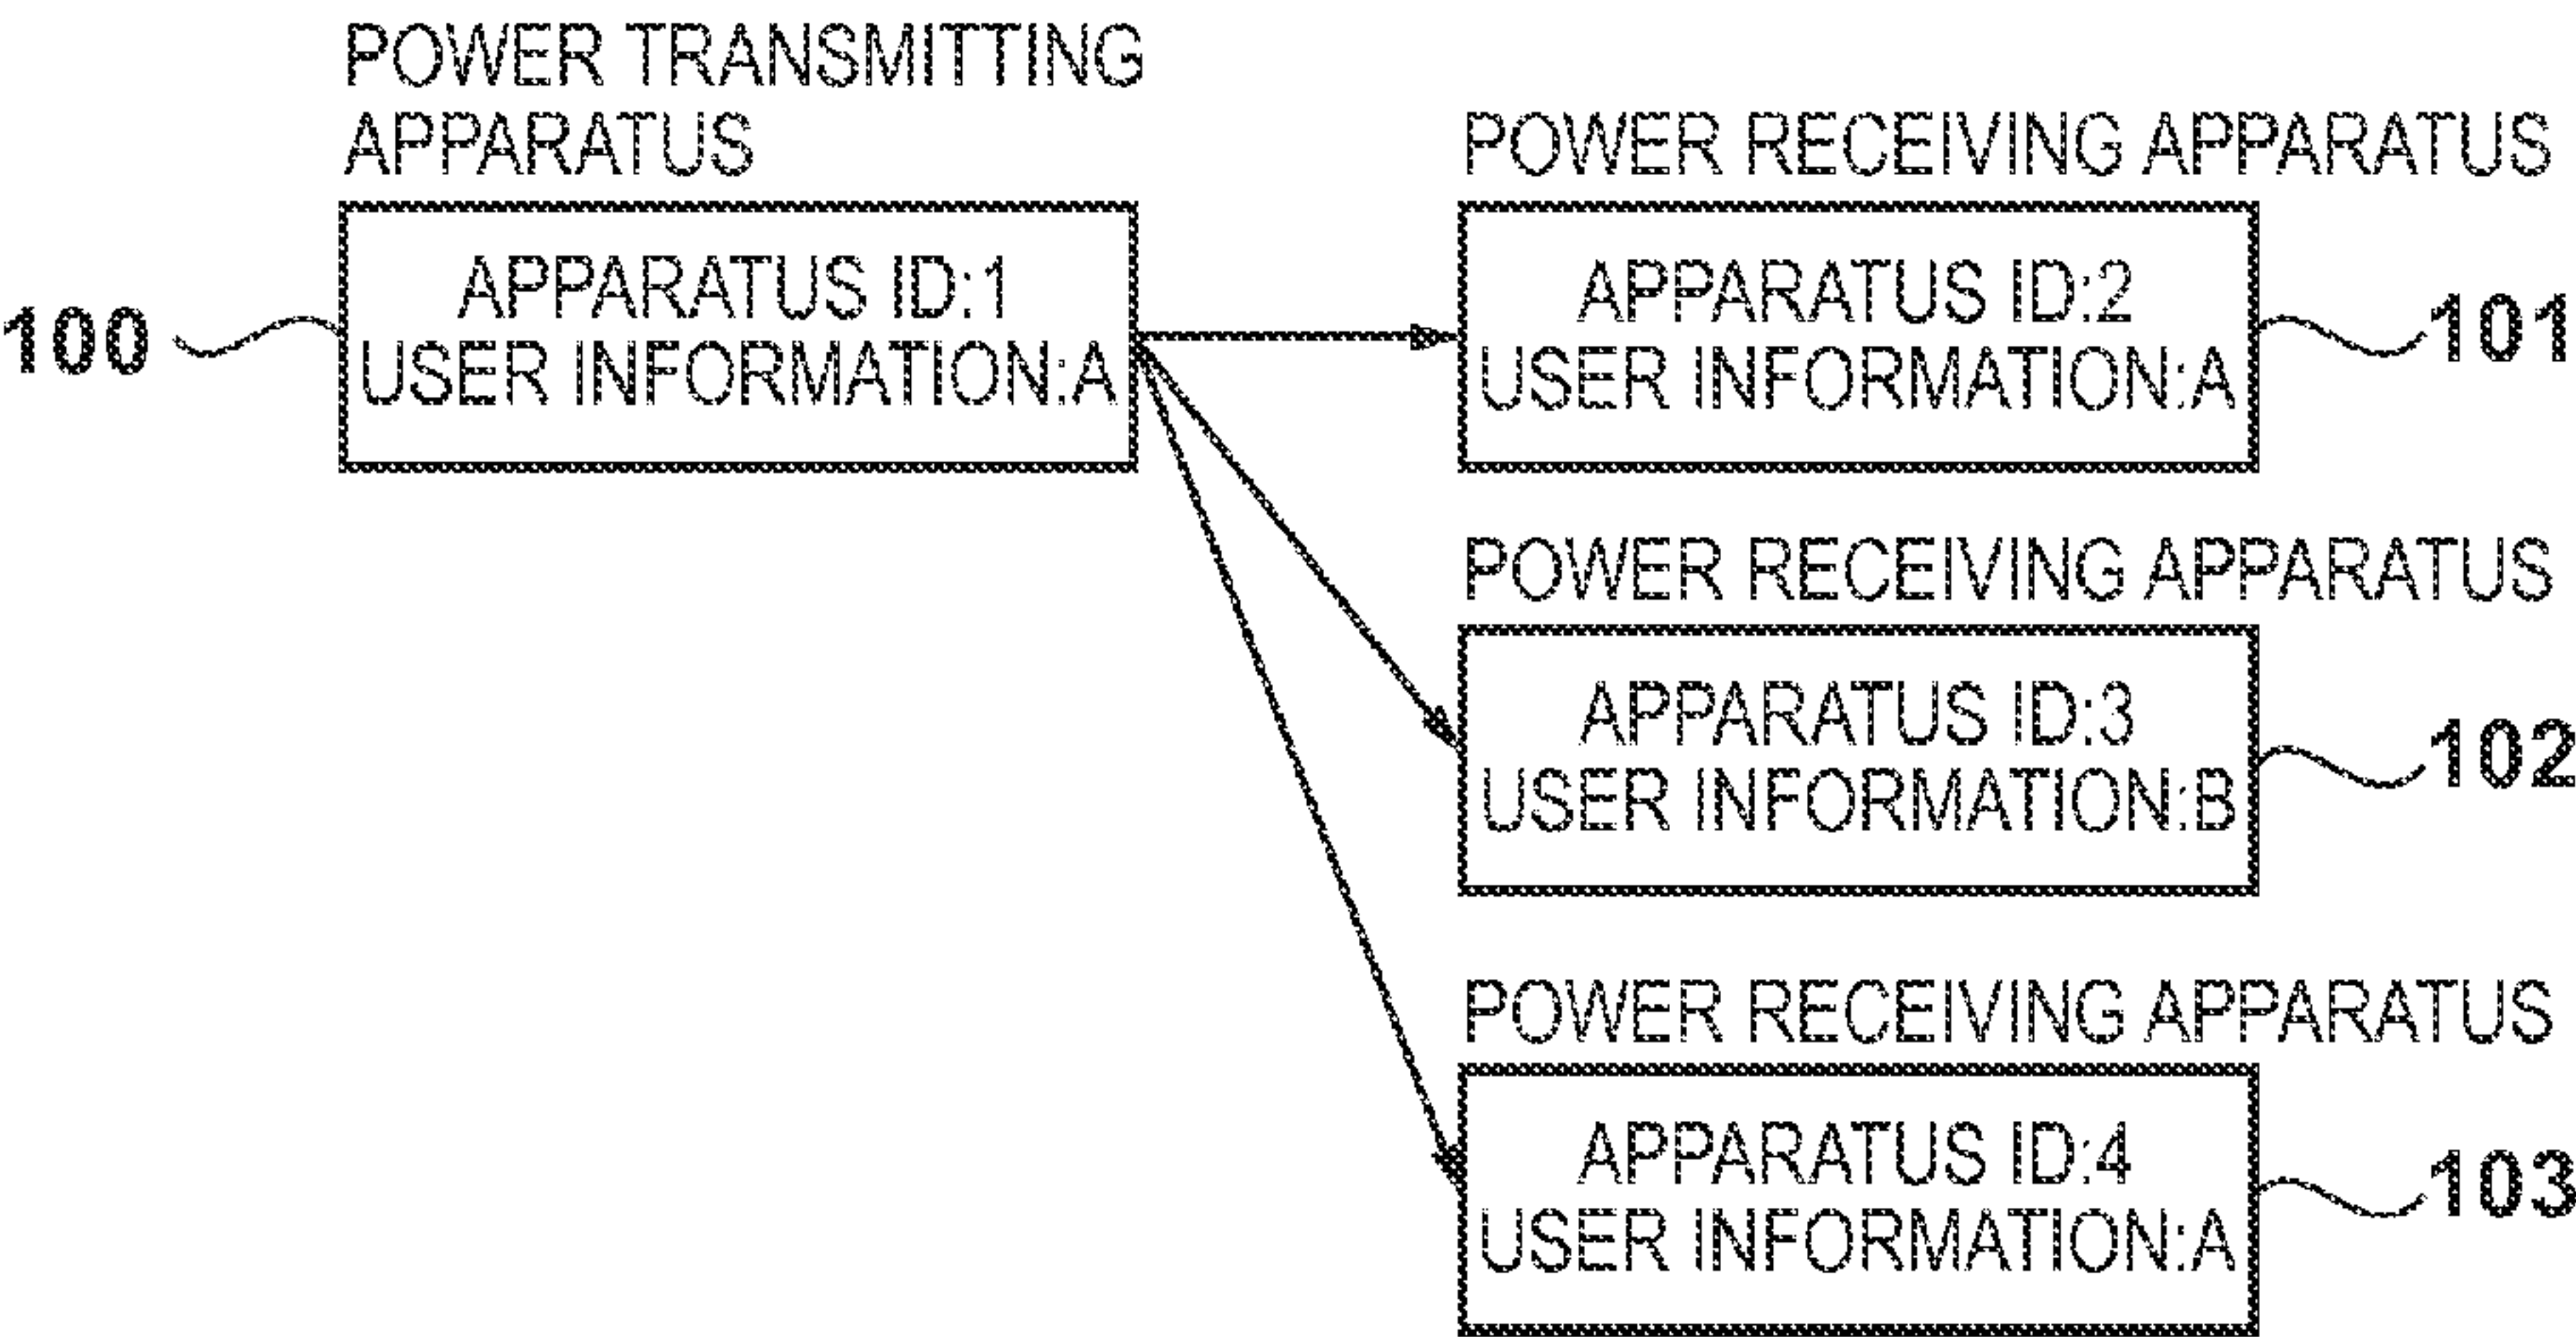 POWER TRANSMITTING
APPARATUS
100
APPARATUS ID:1
USER INFORMATION:A
POWER RECEIVING APPARATUS
APPARATUS ID:2
USER INFORMATION:A
101
POWER RECEIVING APPARATUS
APPARATUS ID:3
USER INFORMATION:B
102
POWER RECEIVING APPARATUS
APPARATUS ID:4
USER INFORMATION:A
103